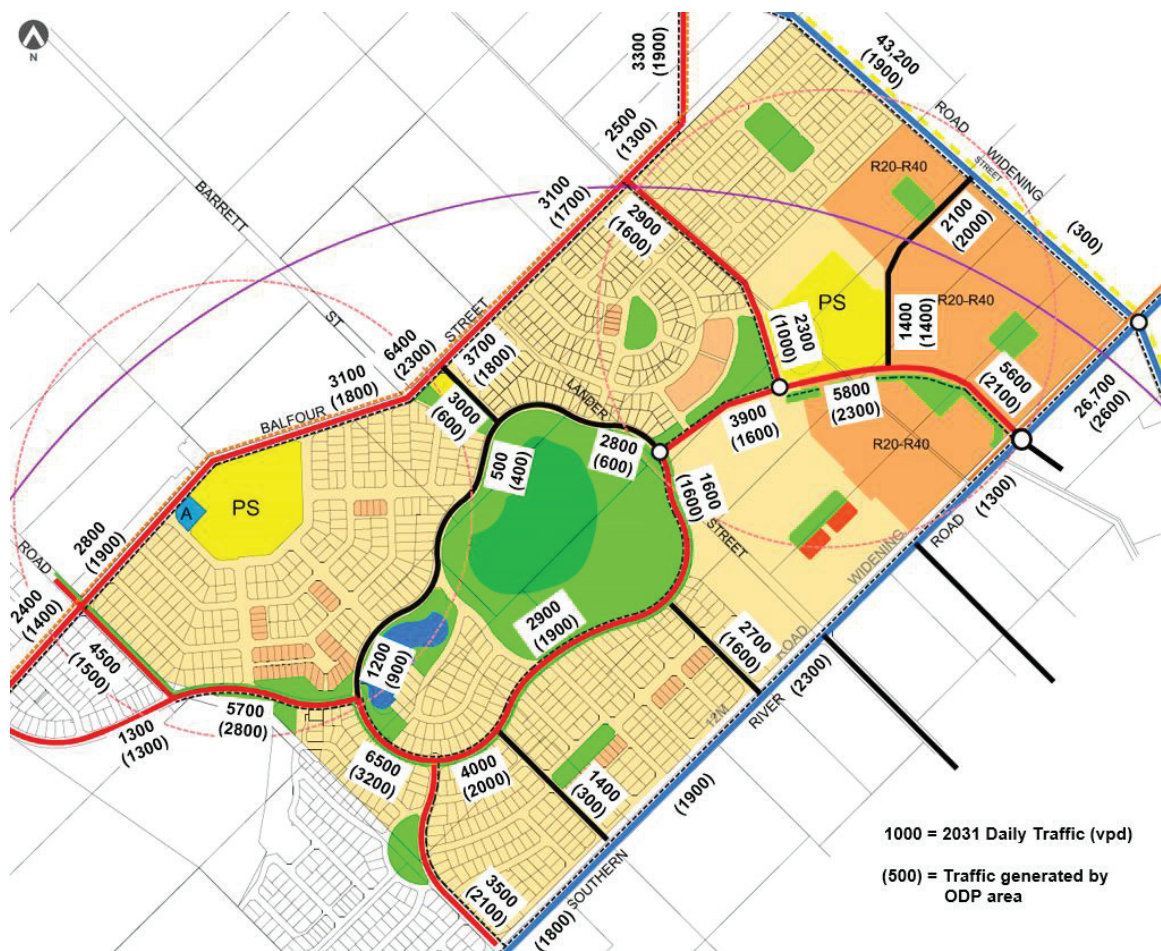 N
3300
(1900)
43,200
(1900)
ROAD
WIDENING
STREET
2500
(1300)
R20-R40
BARRETT
ST
3100
(1700)
2900
(1600)
2100
(2000)
(300)
PS
R20-R40
1400
(1400)
2300
(1000)
STREET
6400
(2300)
3700
(1800)
3100
(1800)
BALFOUR
3900
(600)
LANDER
STREET
3900
(1600)
5800
(2300)
5600
(2100)
26,700
(2600)
R20-R40
2800
(600)
500
(400)
1600
(1600)
(1300)
ROAD
WIDENING
ROAD
PS
A
2800
(1900)
ROAD
2400
(1400)
4500
(1500)
1300
(1300)
5700
(2800)
1200
(900)
2900
(1900)
2700
(1600)
(2300)
RIVER
12M
6500
(3200)
4000
(2000)
1400
(300)
(1900)
3500
(2100)
SOUTHERN
(1800)
1000 = 2031 Daily Traffic (vpd)
(500) = Traffic generated by
ODP area